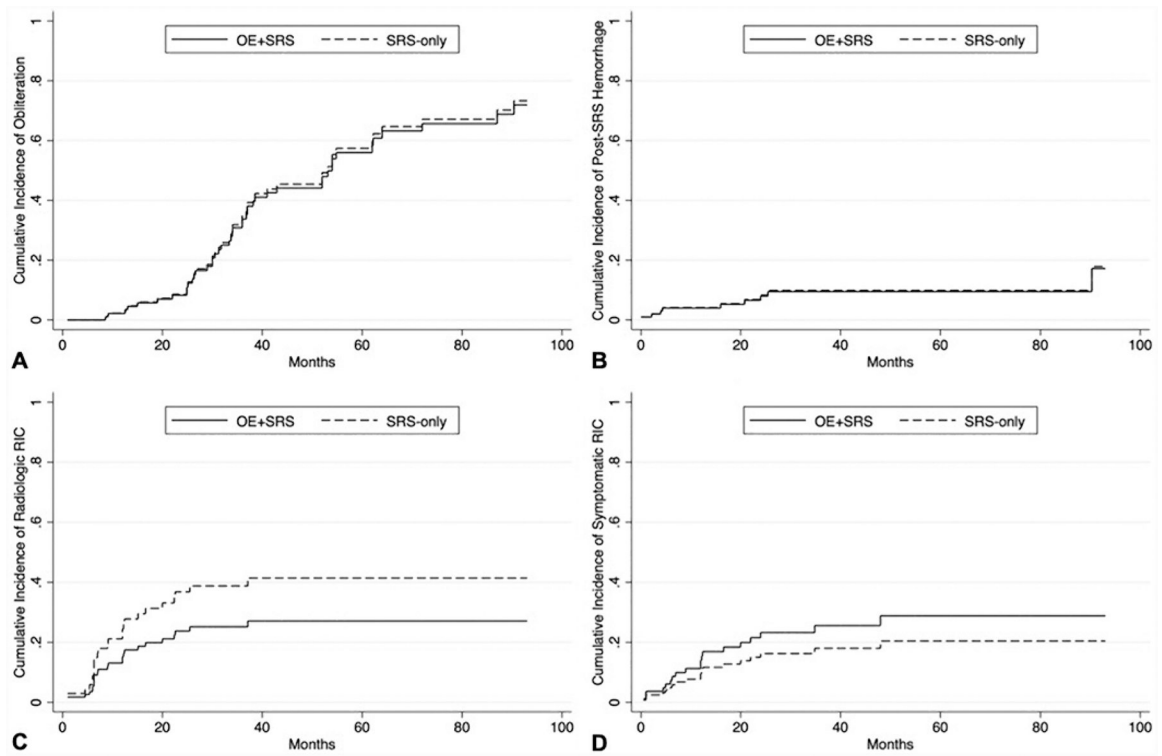 OE+SRS SRS-only
Cumulative Incidence of Obliteration
0 .2 .4 .6 .8 1
0 20 40 60 80 100
Months
A
OE+SRS SRS-only
Cumulative Incidence of Post-SRS Hemorrhage
0 .2 .4 .6 .8 1
0 20 40 60 80 100
Months
B
OE+SRS SRS-only
Cumulative Incidence of Radiologic RIC
0 .2 .4 .6 .8 1
0 20 40 60 80 100
Months
C
OE+SRS SRS-only
Cumulative Incidence of Symptomatic RIC
0 .2 .4 .6 .8 1
0 20 40 60 80 100
Months
D